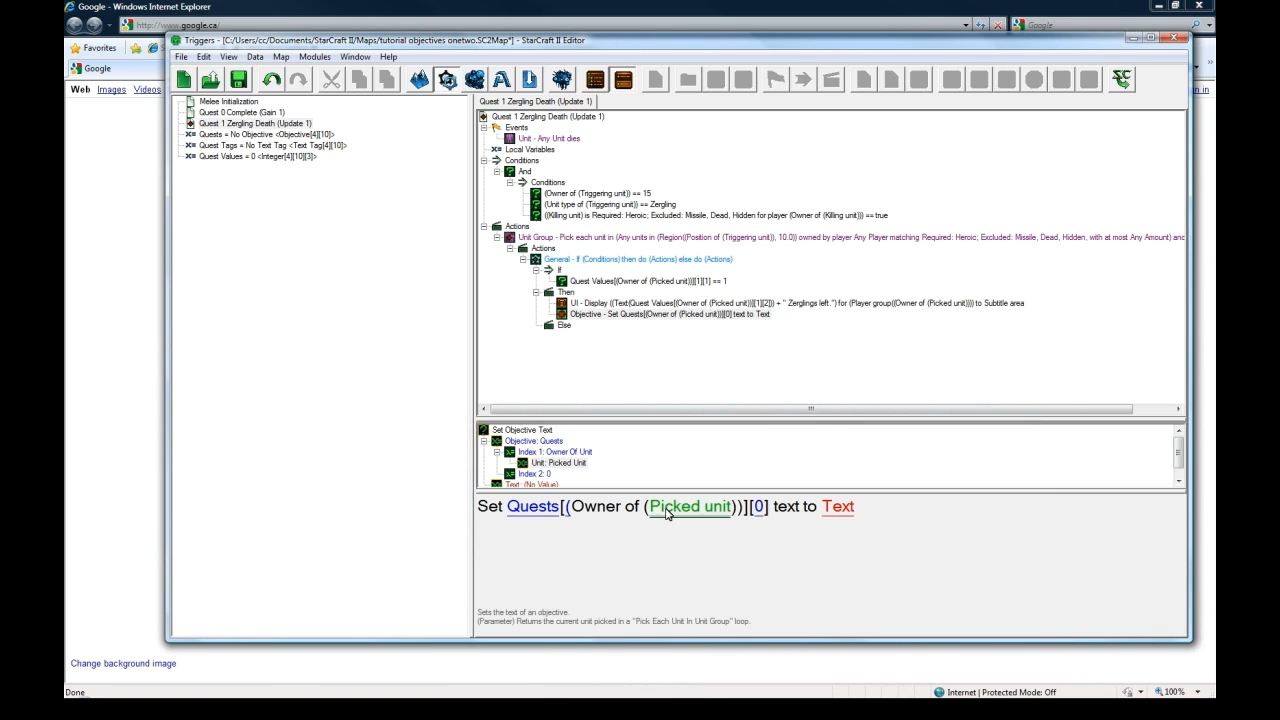 Google - Windows Internet Explorer
http://www.google.ca/
Google
Favorites
Google
Web Images Videos
Triggers - [C:/Users/cc/Documents/StarCraft II/Maps/tutorial objectives onetwo.SC2Map*] - StarCraft II Editor
File Edit View Data Map Modules Window Help
Melee Initialization
Quest 0 Complete (Gain 1)
Quest 1 Zergling Death (Update 1)
Quests = No Objective <Objective[4][10]>
Quest Tags = No Text Tag <Text Tag[4][10]>
Quest Values = 0 <Integer[4][10][3]>
Quest 1 Zergling Death (Update 1)
Quest 1 Zergling Death (Update 1)
Events
Unit - Any Unit dies
Local Variables
Conditions
And
Conditions
(Owner of (Triggering unit)) == 15
(Unit type of (Triggering unit)) == Zergling
((Killing unit) is Required: Heroic; Excluded: Missile, Dead, Hidden for player (Owner of (Killing unit))) == true
Actions
Unit Group - Pick each unit in (Any units in (Region((Position of (Triggering unit)), 10.0)) owned by player Any Player matching Required: Heroic; Excluded: Missile, Dead, Hidden, with at most Any Amount) and
Actions
General - If (Conditions) then do (Actions) else do (Actions)
If
Quest Values[(Owner of (Picked unit))][1][1] == 1
Then
UI - Display ((Text(Quest Values[(Owner of (Picked unit))][1][2])) + " Zerglings left.") for (Player group((Owner of (Picked unit)))) to Subtitle area
Objective - Set Quests[(Owner of (Picked unit))][0] text to Text
Else
Set Objective Text
Objective: Quests
Index 1: Owner Of Unit
Unit: Picked Unit
Index 2: 0
Text: (No Value)
Set Quests[(Owner of (Picked unit))][0] text to Text
Sets the text of an objective.
(Parameter) Returns the current unit picked in a "Pick Each Unit In Unit Group" loop.
Change background image
Done
Internet | Protected Mode: Off
100%